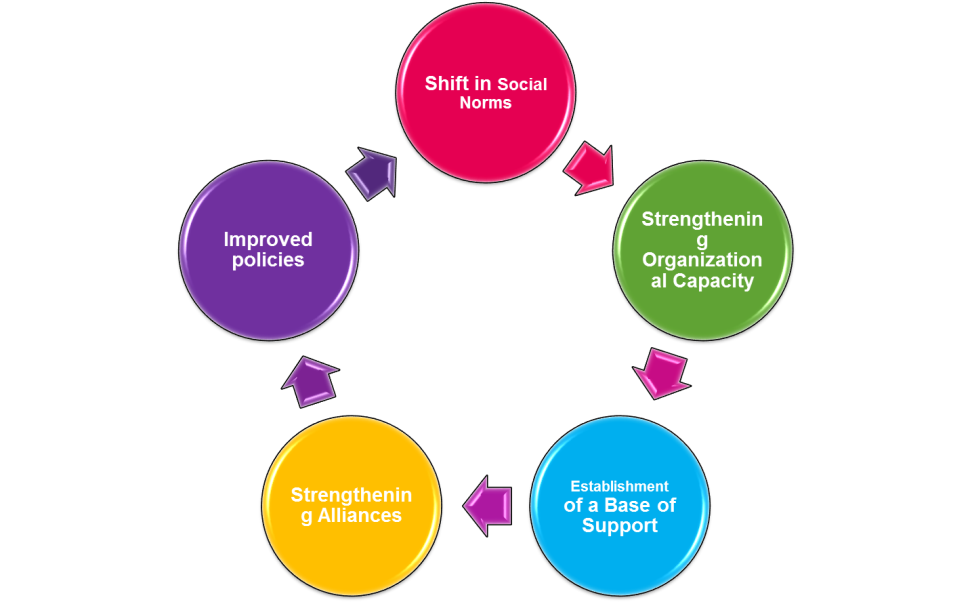 Shift in Social
Norms
Strengthenin
g
Organization
al Capacity
Establishment
of a Base of
Support
Strengthenin
g Alliances
Improved
policies